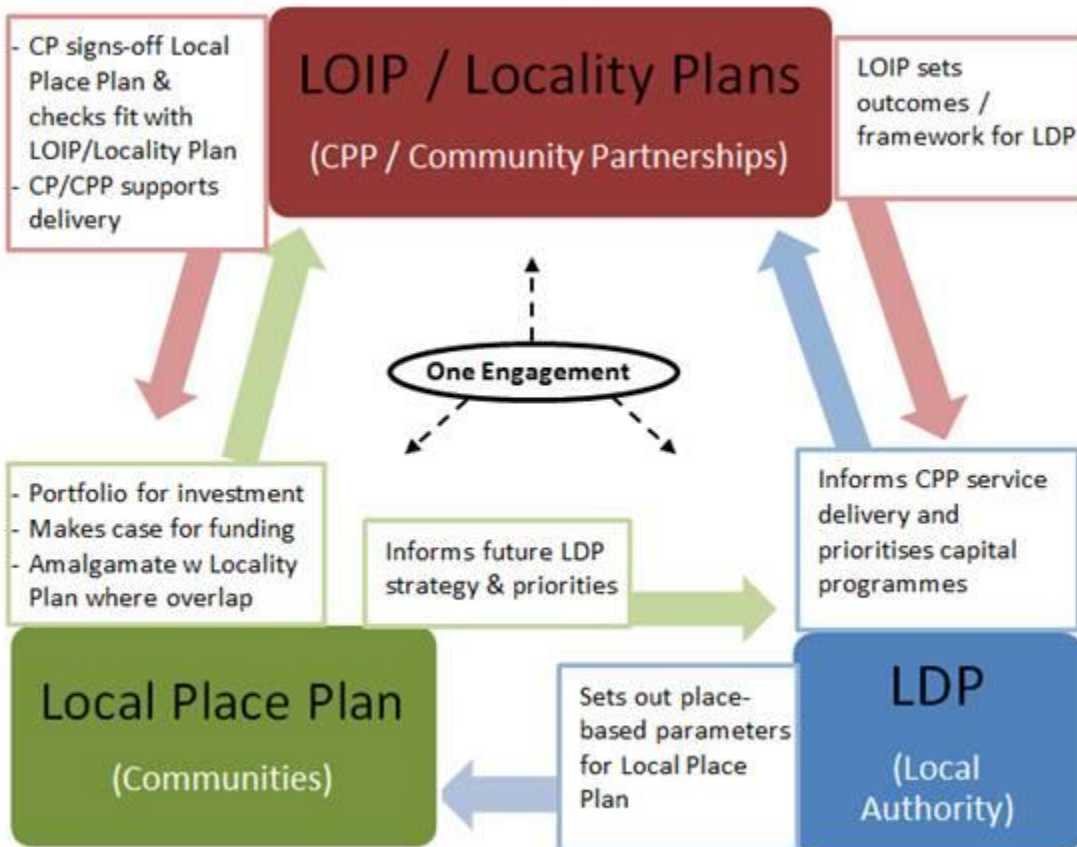 - CP signs-off Local
Place Plan &
checks fit with
LOIP/Locality Plan
- CP/CPP supports
delivery
LOIP / Locality Plans
(CPP / Community Partnerships)
LOIP sets
outcomes /
framework for LDP
One Engagement
- Portfolio for investment
- Makes case for funding
- Amalgamate w Locality
Plan where overlap
Informs future LDP
strategy & priorities
Informs CPP service
delivery and
prioritises capital
programmes
Local Place Plan
(Communities)
Sets out place-
based parameters
for Local Place
Plan
LDP
(Local
Authority)